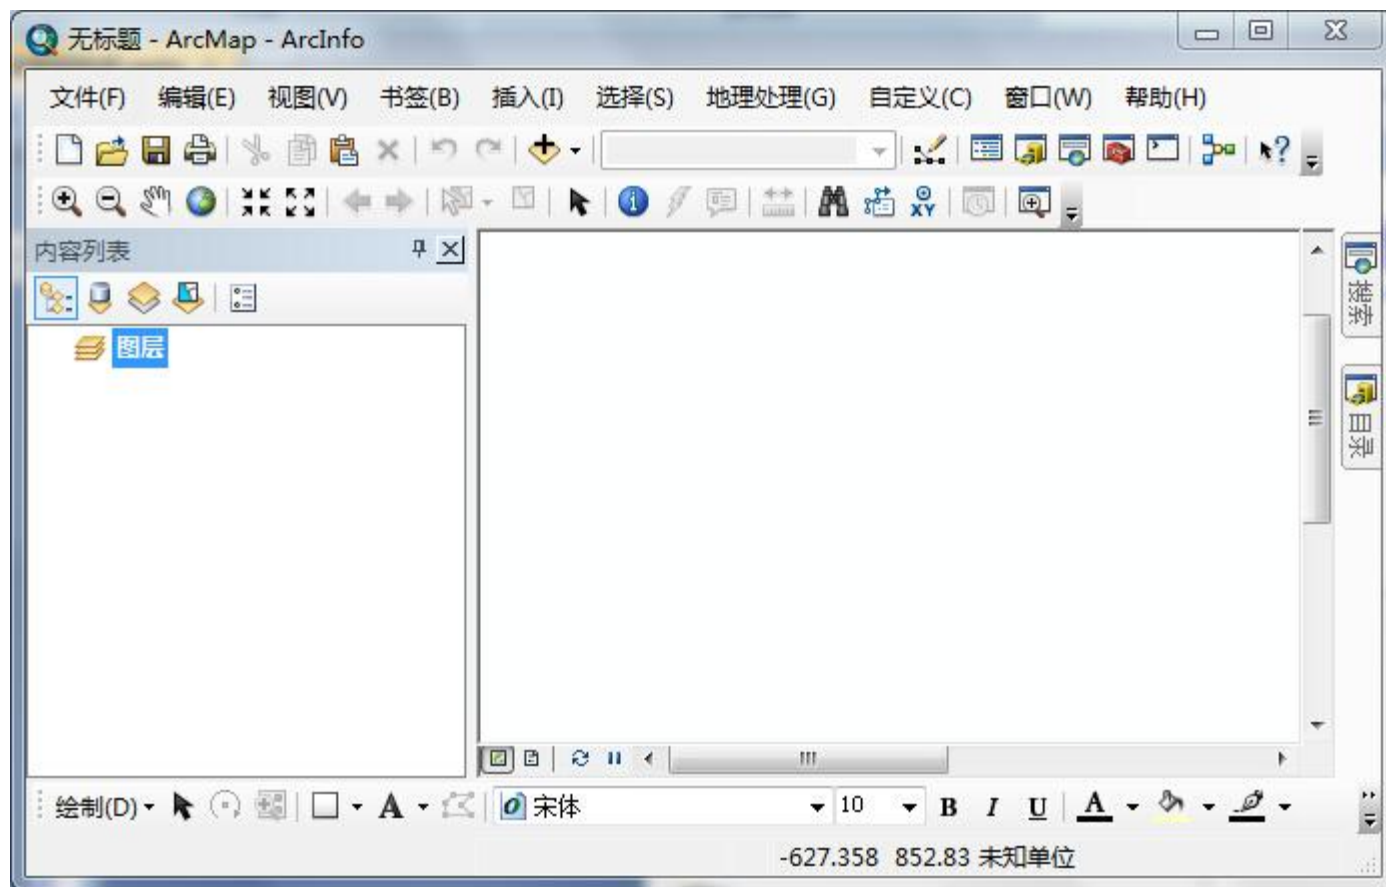 无标题 - ArcMap - ArcInfo
文件(F) 编辑(E) 视图(V) 书签(B) 插入(I) 选择(S) 地理处理(G) 自定义(C) 窗口(W) 帮助(H)
XY
内容列表
图层
搜索
目录
绘制(D) A 宋体 10 B I U A
-627.358 852.83 未知单位